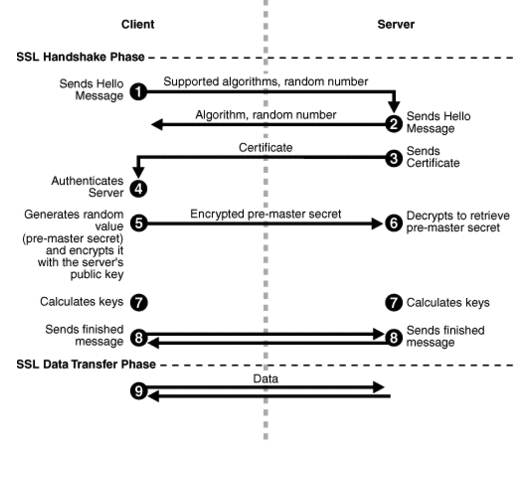 Client
Server
SSL Handshake Phase
Sends Hello
Message
1
Supported algorithms, random number
Algorithm, random number
2
Sends Hello
Message
Certificate
3
Sends
Certificate
Authenticates
Server
4
Generates random
value
(pre-master secret)
and encrypts it
with the server's
public key
5
Encrypted pre-master secret
6
Decrypts to retrieve
pre-master secret
Calculates keys
7
7
Calculates keys
Sends finished
message
8
8
Sends finished
message
SSL Data Transfer Phase
9
Data